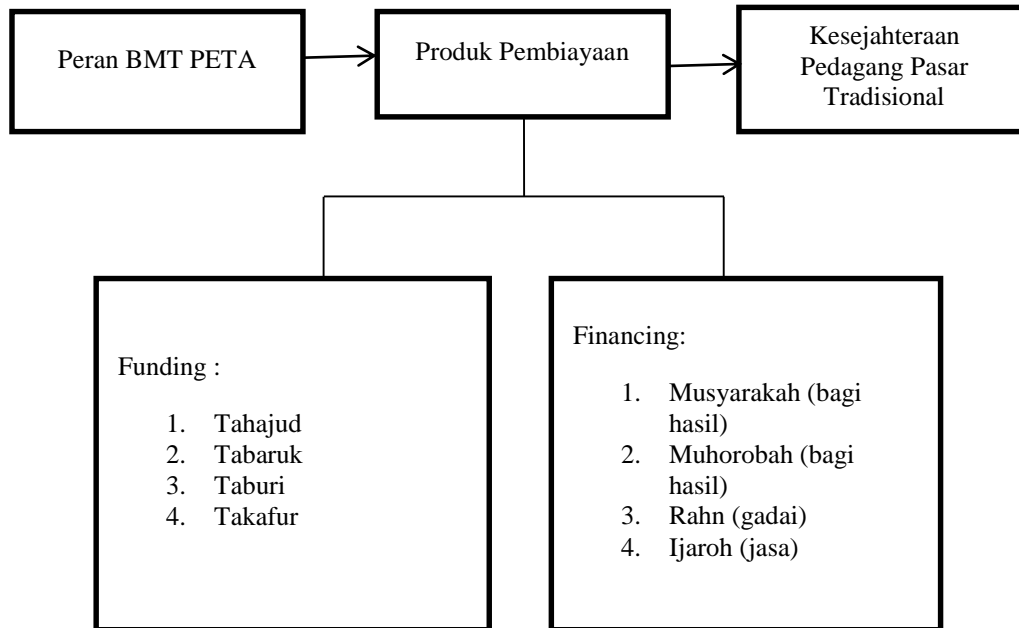 Peran BMT PETA
Produk Pembiayaan
Kesejahteraan
Pedagang Pasar
Tradisional
Funding :
1. Tahajud
2. Tabaruk
3. Taburi
4. Takafur
Financing:
1. Musyarakah (bagi
hasil)
2. Muhorobah (bagi
hasil)
3. Rahn (gadai)
4. Ijaroh (jasa)